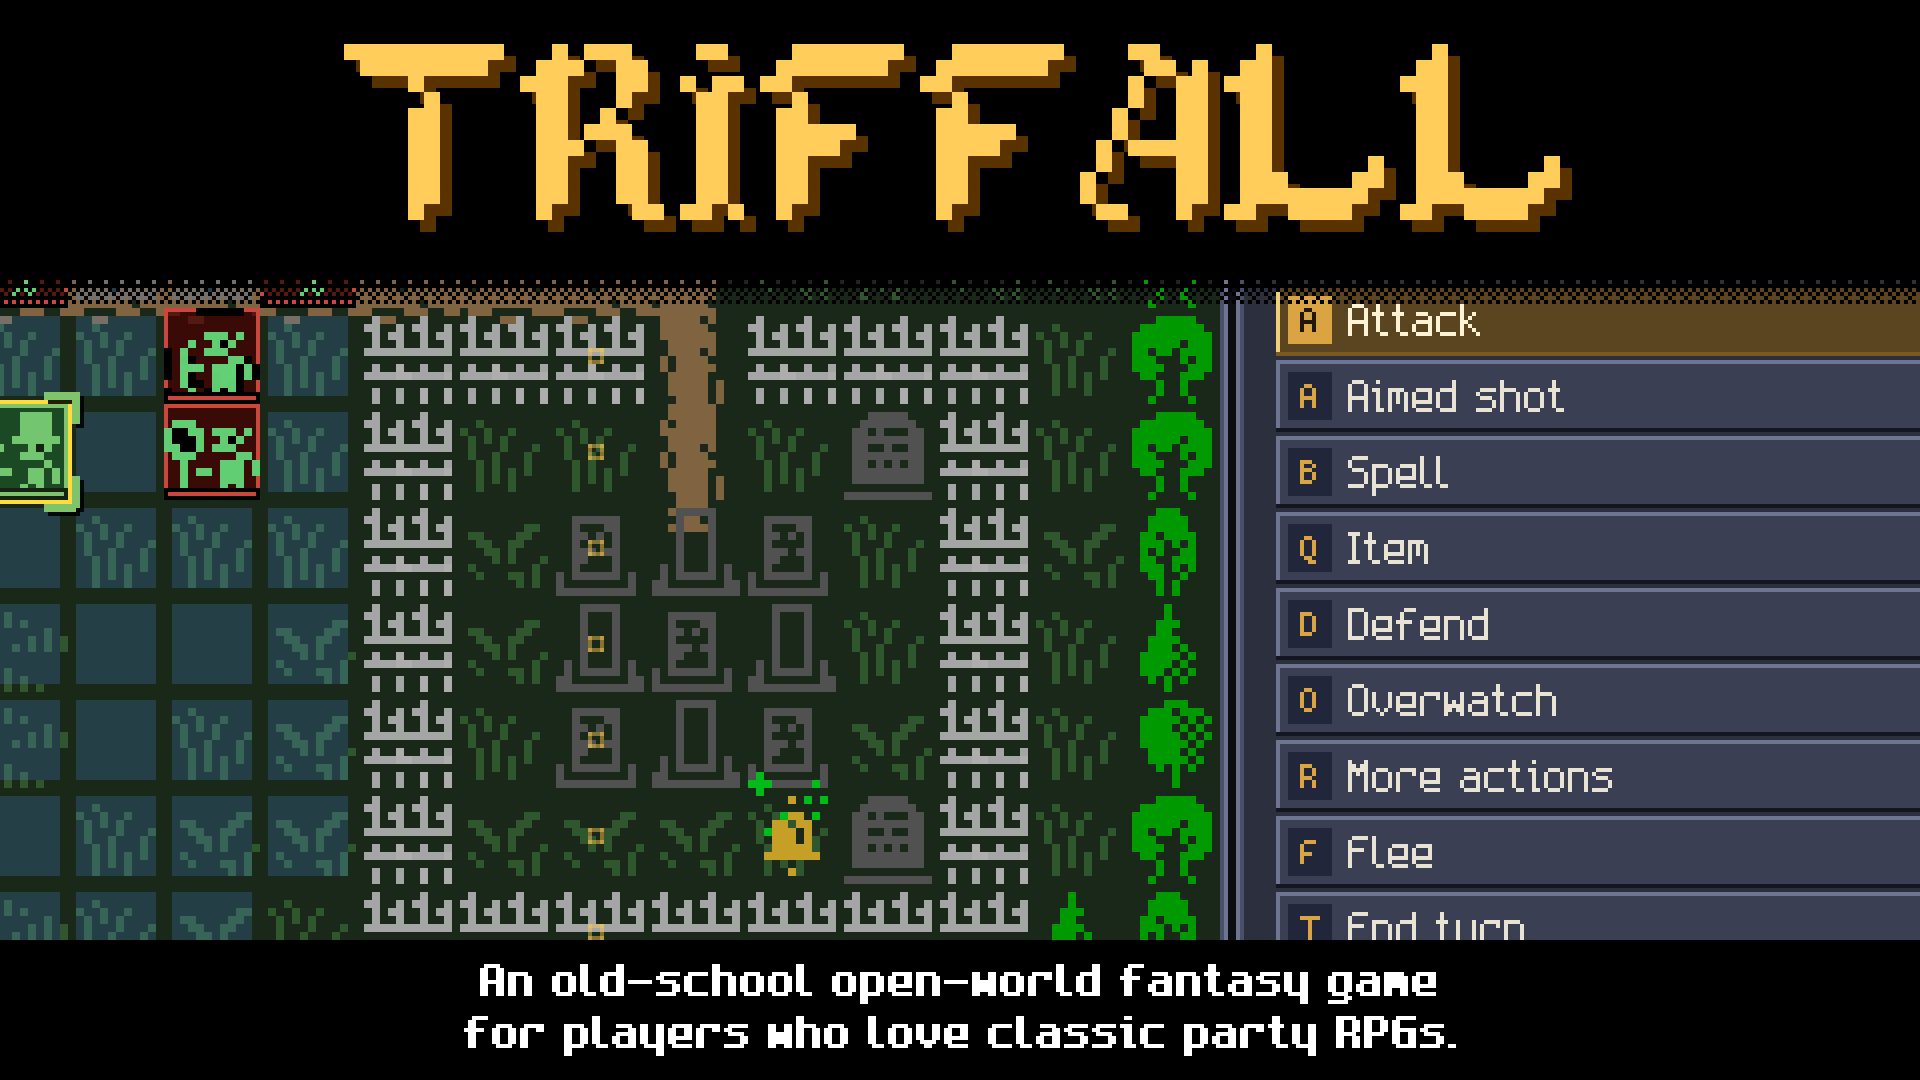 TRIFFALL
A Attack
A Aimed shot
B Spell
Q Item
D Defend
O Overwatch
R More actions
F Flee
T End turn
An old-school open-world fantasy game
for players who love classic party RPGs.